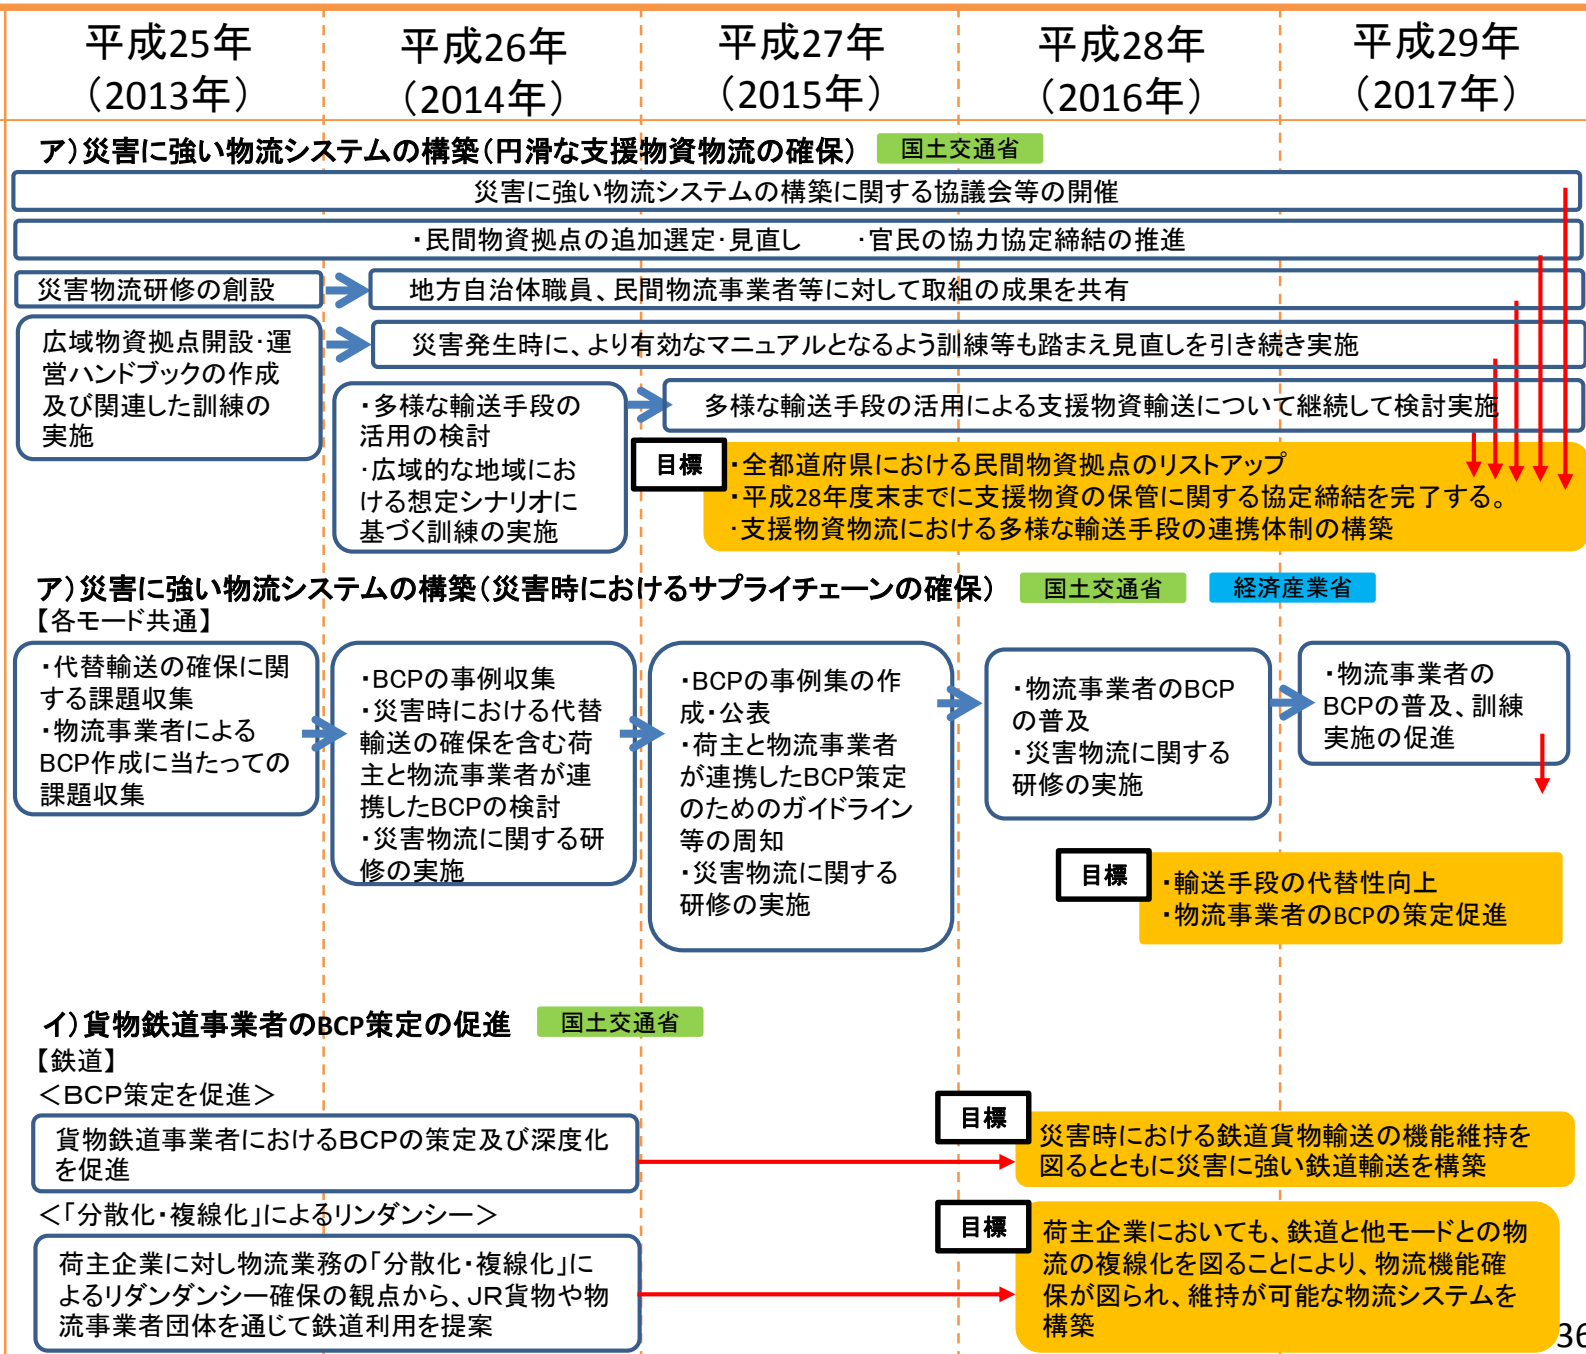 平成25年
（2013年）
平成26年
（2014年）
平成27年
（2015年）
平成28年
（2016年）
平成29年
（2017年）
ア）災害に強い物流システムの構築（円滑な支援物資物流の確保）
国土交通省
災害に強い物流システムの構築に関する協議会等の開催
・民間物資拠点の追加選定・見直し　・官民の協力協定締結の推進
災害物流研修の創設
地方自治体職員、民間物流事業者等に対して取組の成果を共有
広域物資拠点開設・運
営ハンドブックの作成
及び関連した訓練の
実施
災害発生時に、より有効なマニュアルとなるよう訓練等も踏まえ見直しを引き続き実施
・多様な輸送手段の
活用の検討
・広域的な地域にお
ける想定シナリオに
基づく訓練の実施
多様な輸送手段の活用による支援物資輸送について継続して検討実施
目標
・全都道府県における民間物資拠点のリストアップ
・平成28年度末までに支援物資の保管に関する協定締結を完了する。
・支援物資物流における多様な輸送手段の連携体制の構築
ア）災害に強い物流システムの構築（災害時におけるサプライチェーンの確保）
国土交通省
経済産業省
【各モード共通】
・代替輸送の確保に関
する課題収集
・物流事業者による
BCP作成に当たっての
課題収集
・BCPの事例収集
・災害時における代替
輸送の確保を含む荷
主と物流事業者が連
携したBCPの検討
・災害物流に関する研
修の実施
・BCPの事例集の作
成・公表
・荷主と物流事業者
が連携したBCP策定
のためのガイドライン
等の周知
・災害物流に関する
研修の実施
・物流事業者のBCP
の普及
・災害物流に関する
研修の実施
・物流事業者の
BCPの普及、訓練
実施の促進
目標
・輸送手段の代替性向上
・物流事業者のBCPの策定促進
イ）貨物鉄道事業者のBCP策定の促進
国土交通省
【鉄道】
＜ＢＣＰ策定を促進＞
貨物鉄道事業者におけるＢＣＰの策定及び深度化
を促進
目標
災害時における鉄道貨物輸送の機能維持を
図るとともに災害に強い鉄道輸送を構築
＜「分散化・複線化」によるリンダンシー＞
荷主企業に対し物流業務の「分散化・複線化」に
よるリダンダンシー確保の観点から、ＪＲ貨物や物
流事業者団体を通じて鉄道利用を提案
目標
荷主企業においても、鉄道と他モードとの物
流の複線化を図ることにより、物流機能確
保が図られ、維持が可能な物流システムを
構築
36